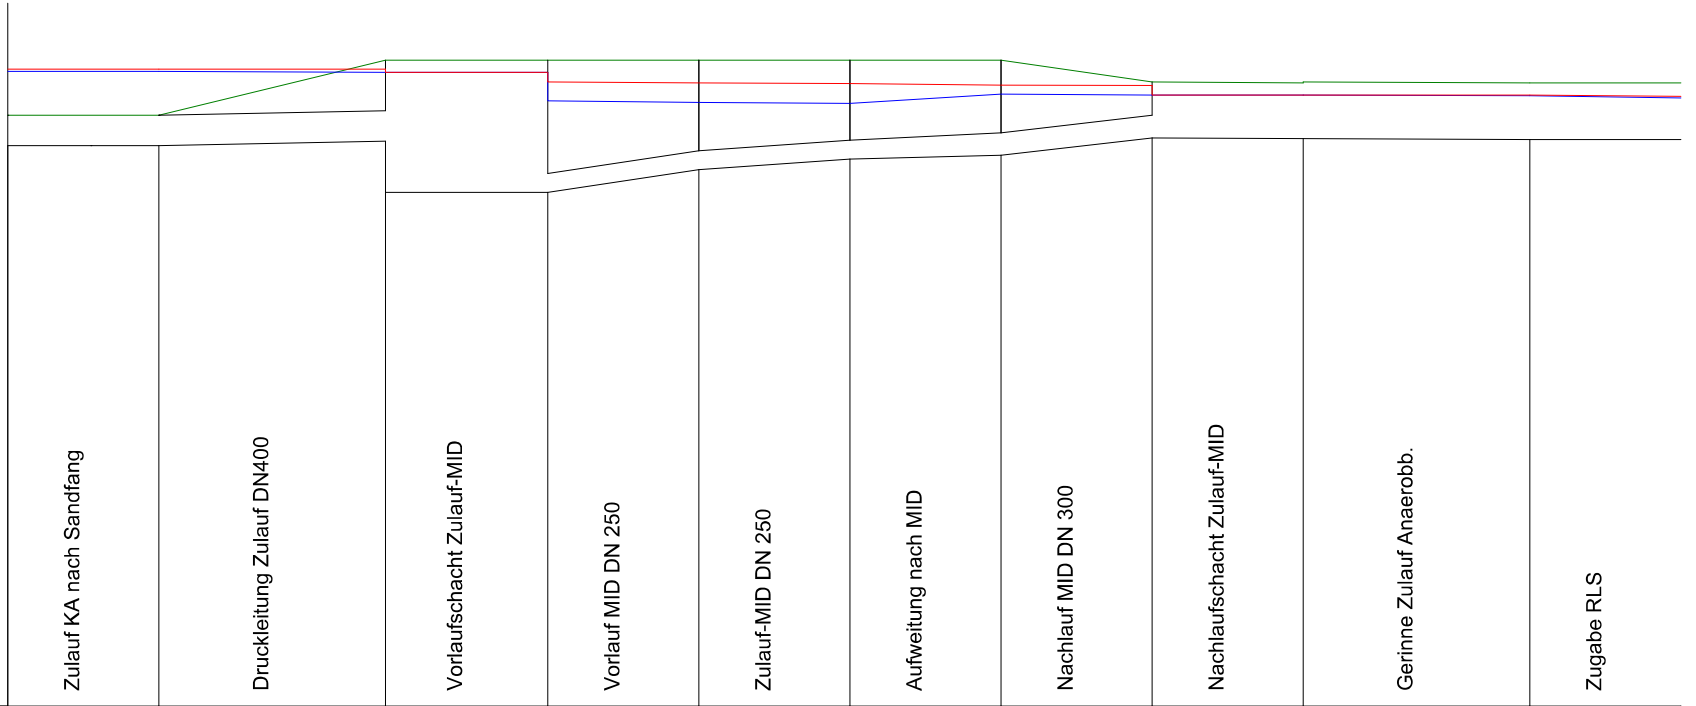 Zulauf KA nach Sandfang
Druckleitung Zulauf DN400
Vorlaufschacht Zulauf-MID
Vorlauf MID DN 250
Zulauf-MID DN 250
Aufweitung nach MID
Nachlauf MID DN 300
Nachlaufschacht Zulauf-MID
Gerinne Zulauf Anaerobb.
Zugabe RLS